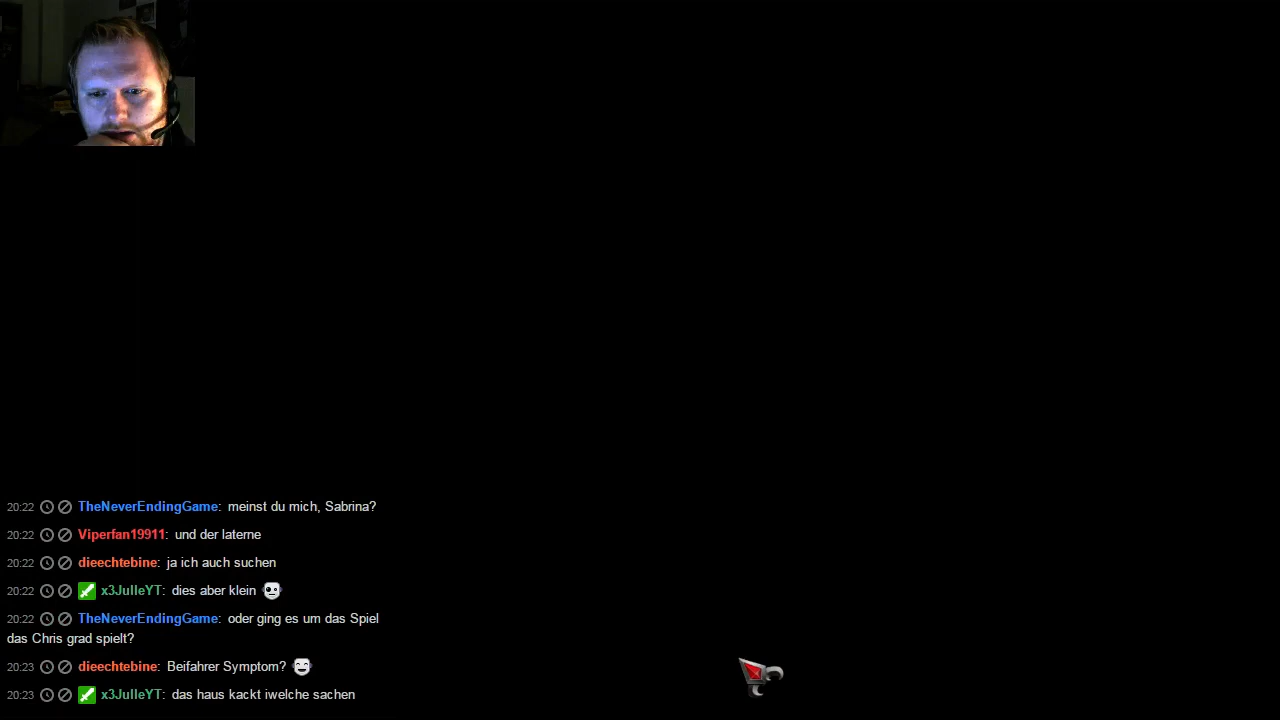 20:22 TheNeverEndingGame: meinst du mich, Sabrina?
20:22 Viperfan19911: und der laterne
20:22 dieechtebine: ja ich auch suchen
20:22 x3JulleYT: dies aber klein
20:22 TheNeverEndingGame: oder ging es um das Spiel
das Chris grad spielt?
20:23 dieechtebine: Beifahrer Symptom?
20:23 x3JulleYT: das haus kackt iwelche sachen